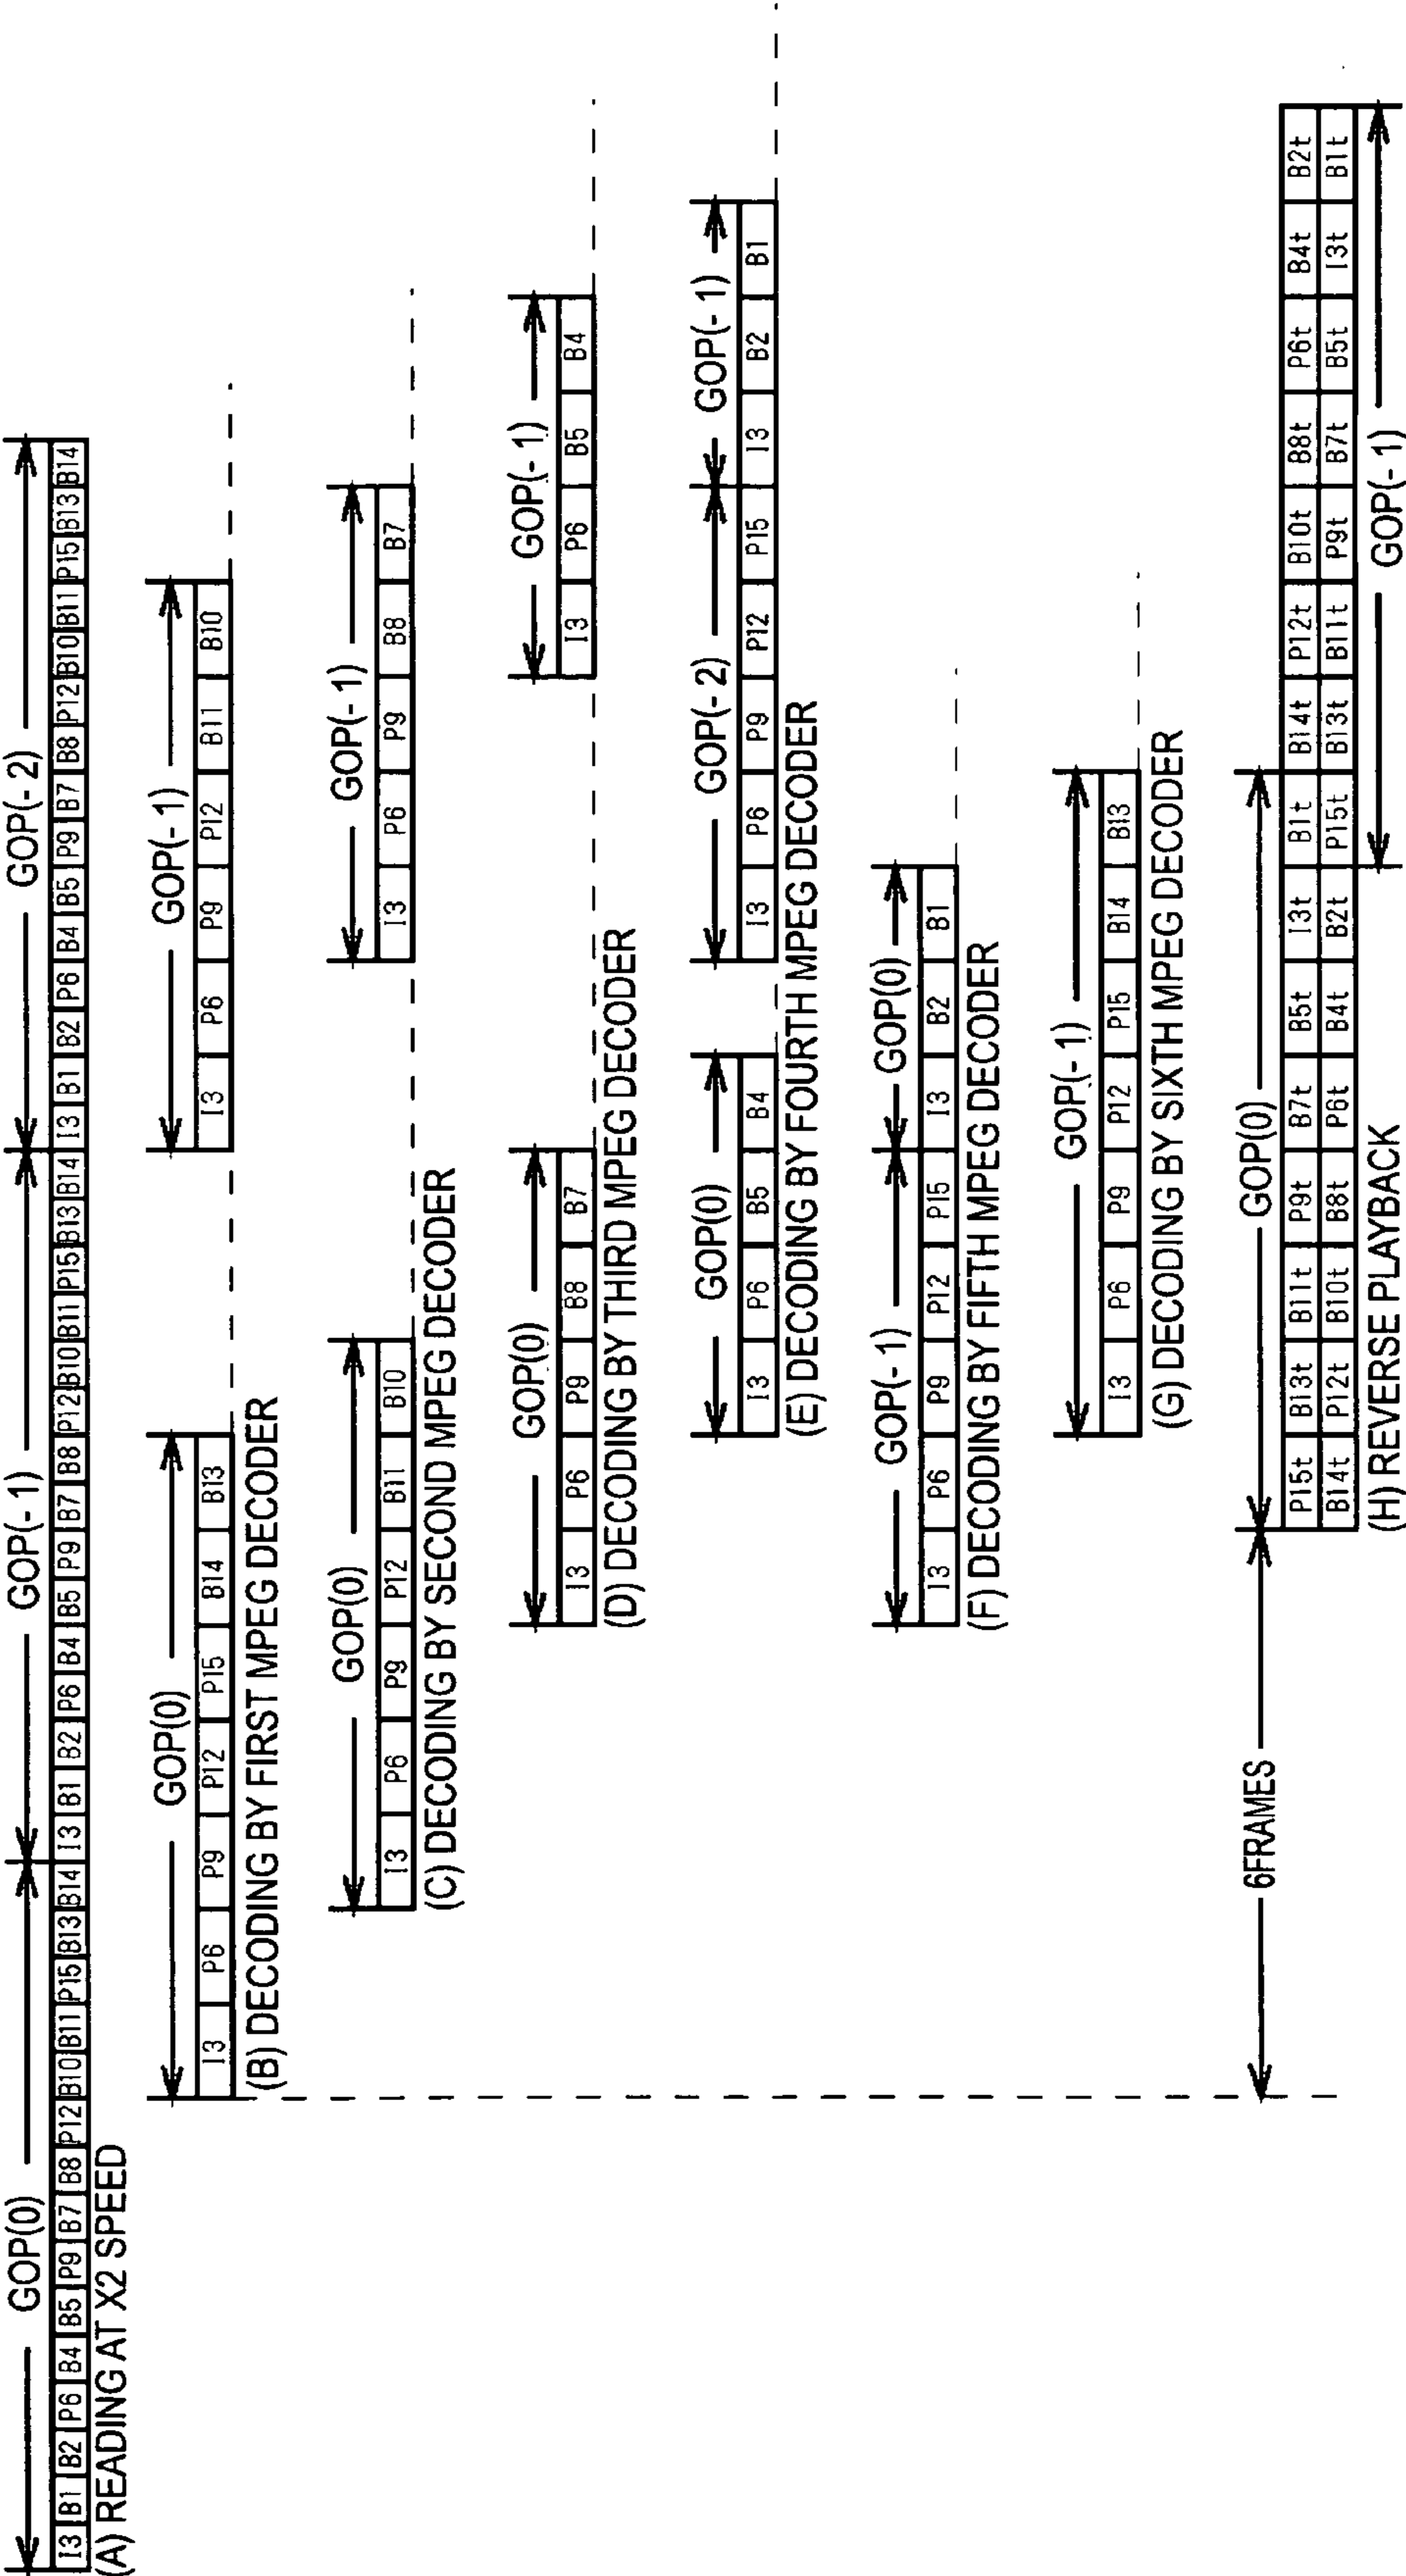 GOP(0) GOP(-1) GOP(-2)
I3 B1 B2 P6 B4 B5 P9 B7 B8 P12 B10 B11 P15 B13 B14 I3 B1 B2 P6 B4 B5 P9 B7 B8 P12 B10 B11 P15 B13 B14 I3 B1 B2 P6 B4 B5 P9 B7 B8 P12 B10 B11 P15 B13 B14
(A) READING AT X2 SPEED
GOP(0) GOP(-1)
I3 P6 P9 P12 P15 B14 B13 I3 P6 P9 P12 B11 B10
(B) DECODING BY FIRST MPEG DECODER
GOP(0) GOP(-1)
I3 P6 P9 P12 B11 B10 I3 P6 P9 B8 B7
(C) DECODING BY SECOND MPEG DECODER
GOP(0) GOP(-1)
I3 P6 P9 B8 B7 I3 P6 B5 B4
(D) DECODING BY THIRD MPEG DECODER
GOP(0) GOP(-2) GOP(-1)
I3 P6 B5 B4 I3 P6 P9 P12 P15 I3 B2 B1
(E) DECODING BY FOURTH MPEG DECODER
GOP(-1) GOP(0)
I3 P6 P9 P12 P15 I3 B2 B1
(F) DECODING BY FIFTH MPEG DECODER
GOP(-1)
I3 P6 P9 P12 P15 B14 B13
(G) DECODING BY SIXTH MPEG DECODER
6FRAMES GOP(0)
P15t B13t B11t P9t B7t B5t I3t B1t B14t P12t B10t B8t P6t B4t B2t
B14t P12t B10t B8t P6t B4t B2t P15t B13t B11t P9t B7t B5t I3t B1t
(H) REVERSE PLAYBACK
GOP(-1)